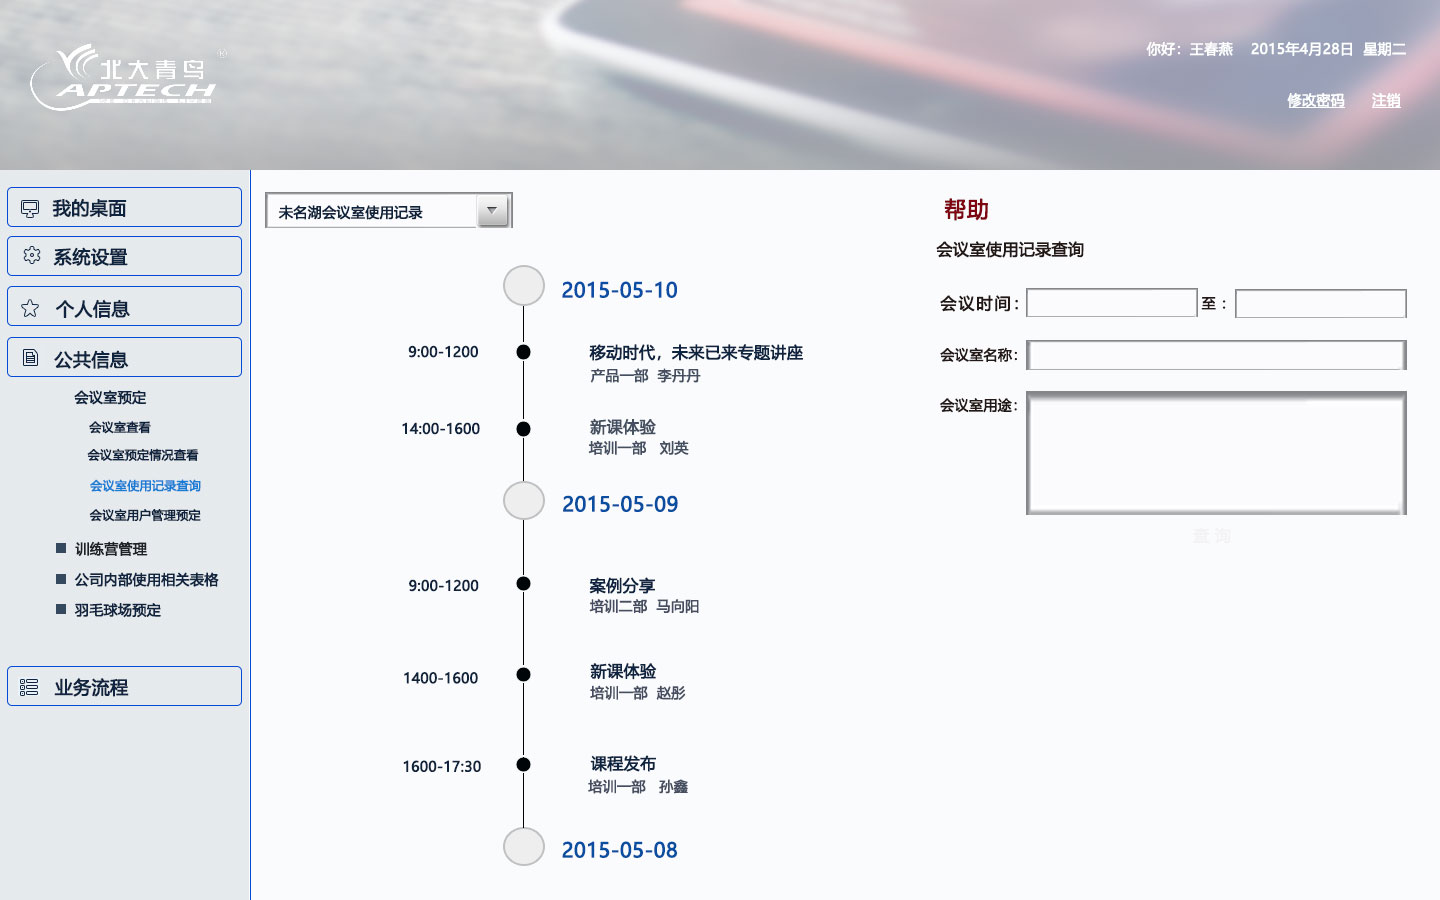 北大青鸟
APTECH
你好：王春燕 2015年4月28日 星期二
修改密码 注销
我的桌面
系统设置
个人信息
公共信息
会议室预定
会议室查看
会议室预定情况查看
会议室使用记录查询
会议室用户管理预定
训练营管理
公司内部使用相关表格
羽毛球场预定
业务流程
未名湖会议室使用记录
2015-05-10
9:00-1200
移动时代，未来已来专题讲座
产品一部 李丹丹
14:00-1600
新课体验
培训一部 刘英
2015-05-09
9:00-1200
案例分享
培训二部 马向阳
1400-1600
新课体验
培训一部 赵彤
1600-17:30
课程发布
培训一部 孙鑫
2015-05-08
帮助
会议室使用记录查询
会议时间： 至：
会议室名称：
会议室用途：
查 询